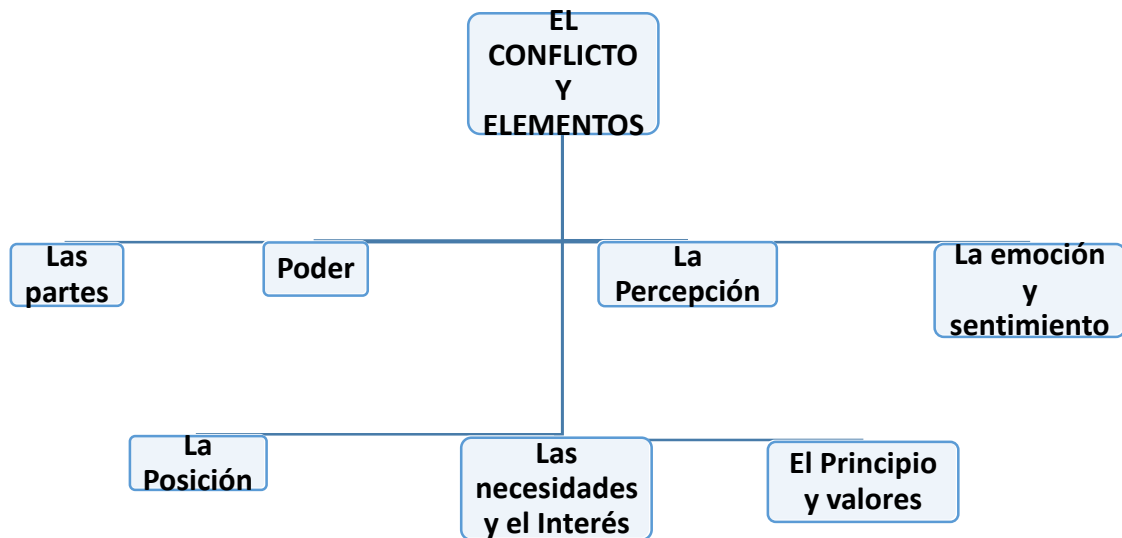 EL
CONFLICTO
Y
ELEMENTOS
Las
partes
Poder
La
Percepción
La emoción
y
sentimiento
La
Posición
Las
necesidades
y el Interés
El Principio
y valores